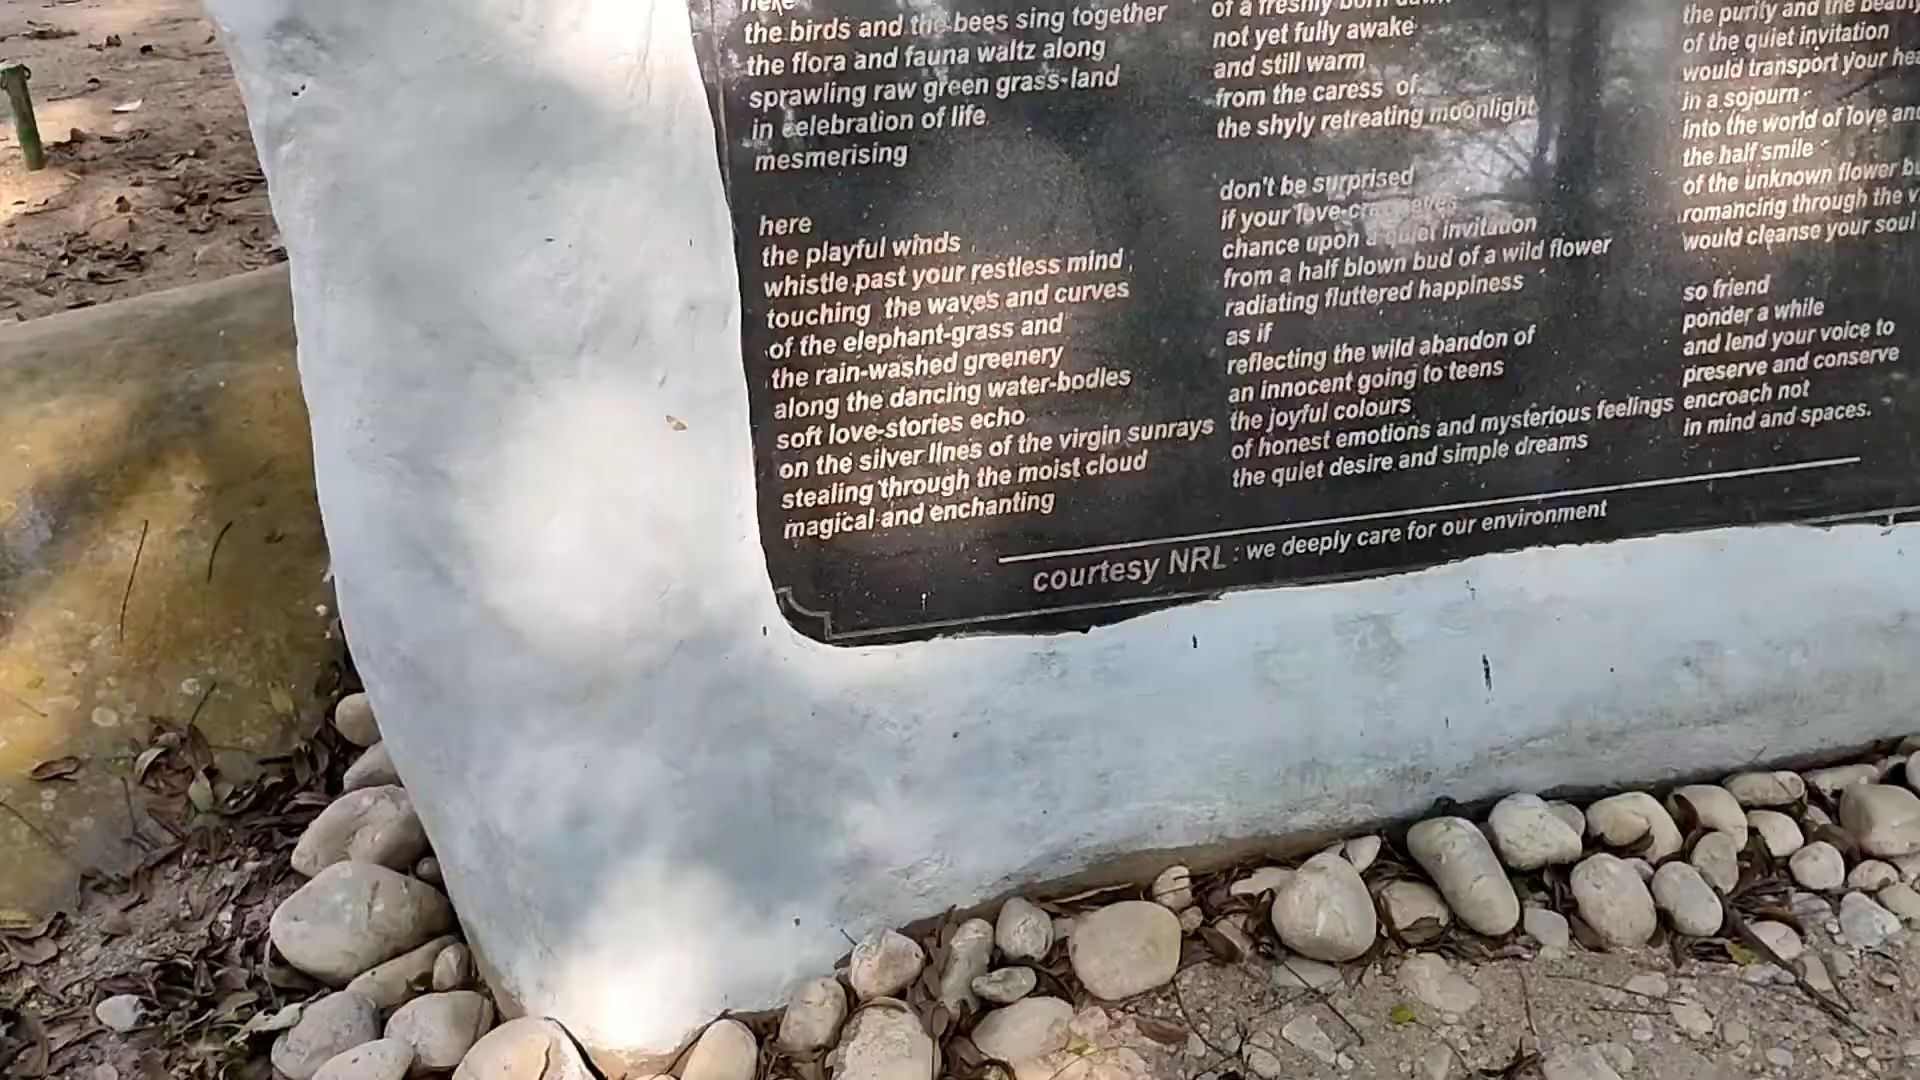 here
the birds and the bees sing together
the flora and fauna waltz along
sprawling raw green grass-land
in celebration of life
mesmerising
here
the playful winds
whistle past your restless mind
touching the waves and curves
of the elephant-grass and
the rain-washed greenery
along the dancing water-bodies
soft love-stories echo
on the silver lines of the virgin sunrays
stealing through the moist cloud
magical and enchanting
of a freshly born
not yet fully awake
and still warm
from the caress of
the shyly retreating moonlight
don't be surprised
if your
chance upon a quiet invitation
from a half blown bud of a wild flower
radiating fluttered happiness
as if
reflecting the wild abandon of
an innocent going to teens
the joyful colours
of honest emotions and mysterious feelings
the quiet desire and simple dreams
the purity and the
of the quiet invitation
would transport your
in a sojourn
into the world of love
the half smile
of the unknown flower
romancing through the
would cleanse your soul
so friend
ponder a while
and lend your voice to
preserve and conserve
encroach not
in mind and spaces.
courtesy NRL : we deeply care for our environment